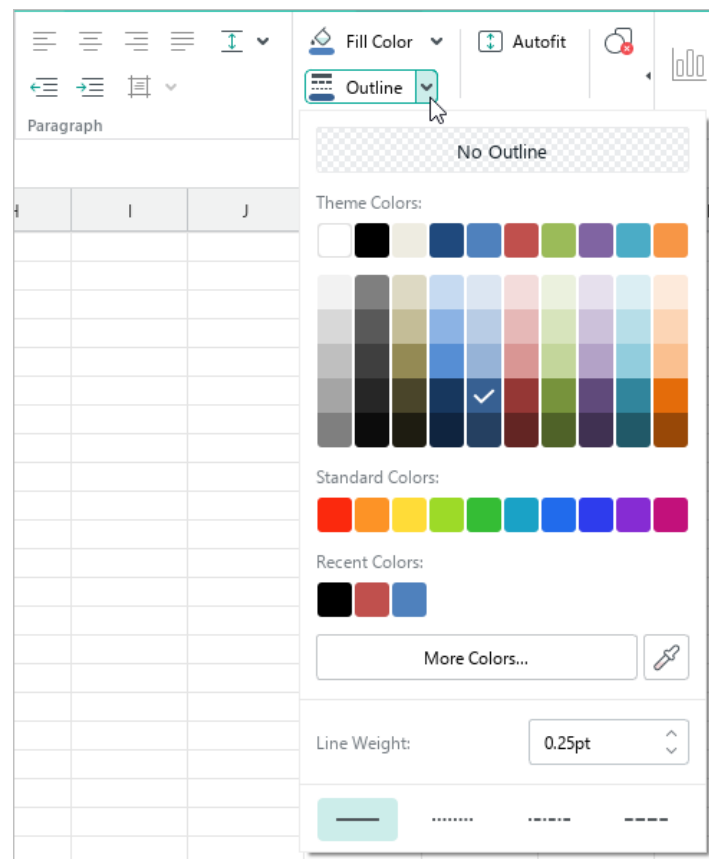 Fill Color
Autofit
Outline
Paragraph
No Outline
I
J
Theme Colors:
Standard Colors:
Recent Colors:
More Colors...
Line Weight:
0.25pt